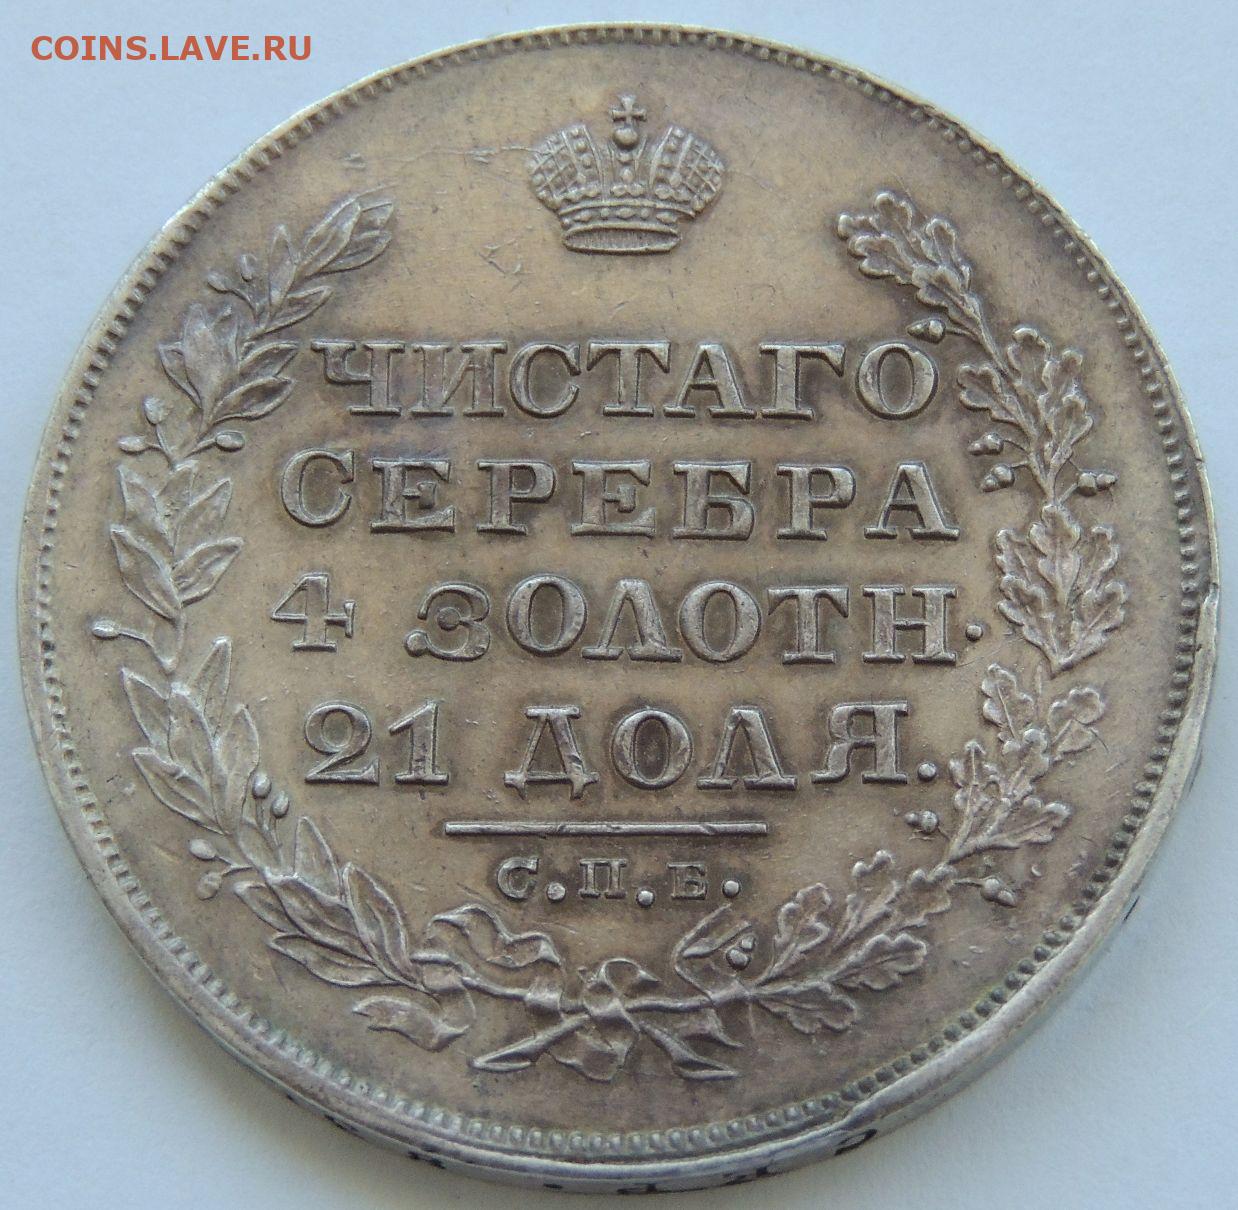 COINS.LAVE.RU
ЧИСТАГО
СЕРЕБРА
4 ЗОЛОТН.
21 ДОЛЯ.
С.П.Б.